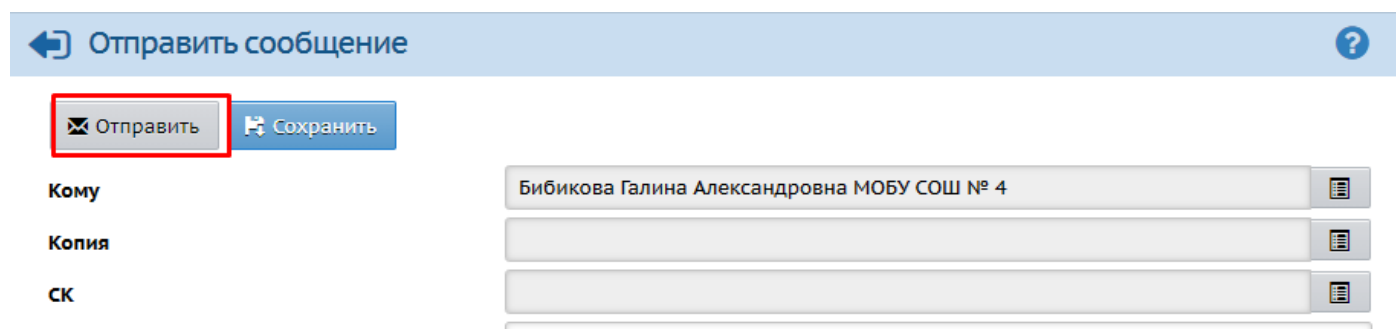 Отправить сообщение
Отправить Сохранить
Кому Бибикова Галина Александровна МОБУ СОШ № 4
Копия
СК